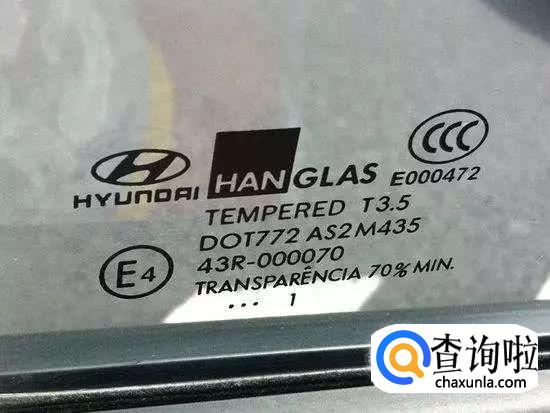 CCC
HYUNDAI HANGLAS E000472
TEMPERED T3.5
DOT772 AS2 M435
E4 43R-000070
TRANSPARÊNCIA 70% MIN.
... 1
查询啦
chaxunla.com